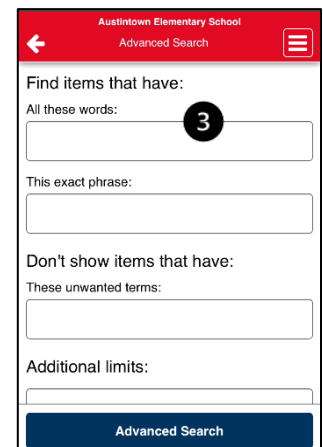 Austintown Elementary School
Advanced Search
Find items that have:
All these words:
3
This exact phrase:
Don't show items that have:
These unwanted terms:
Additional limits:
Advanced Search